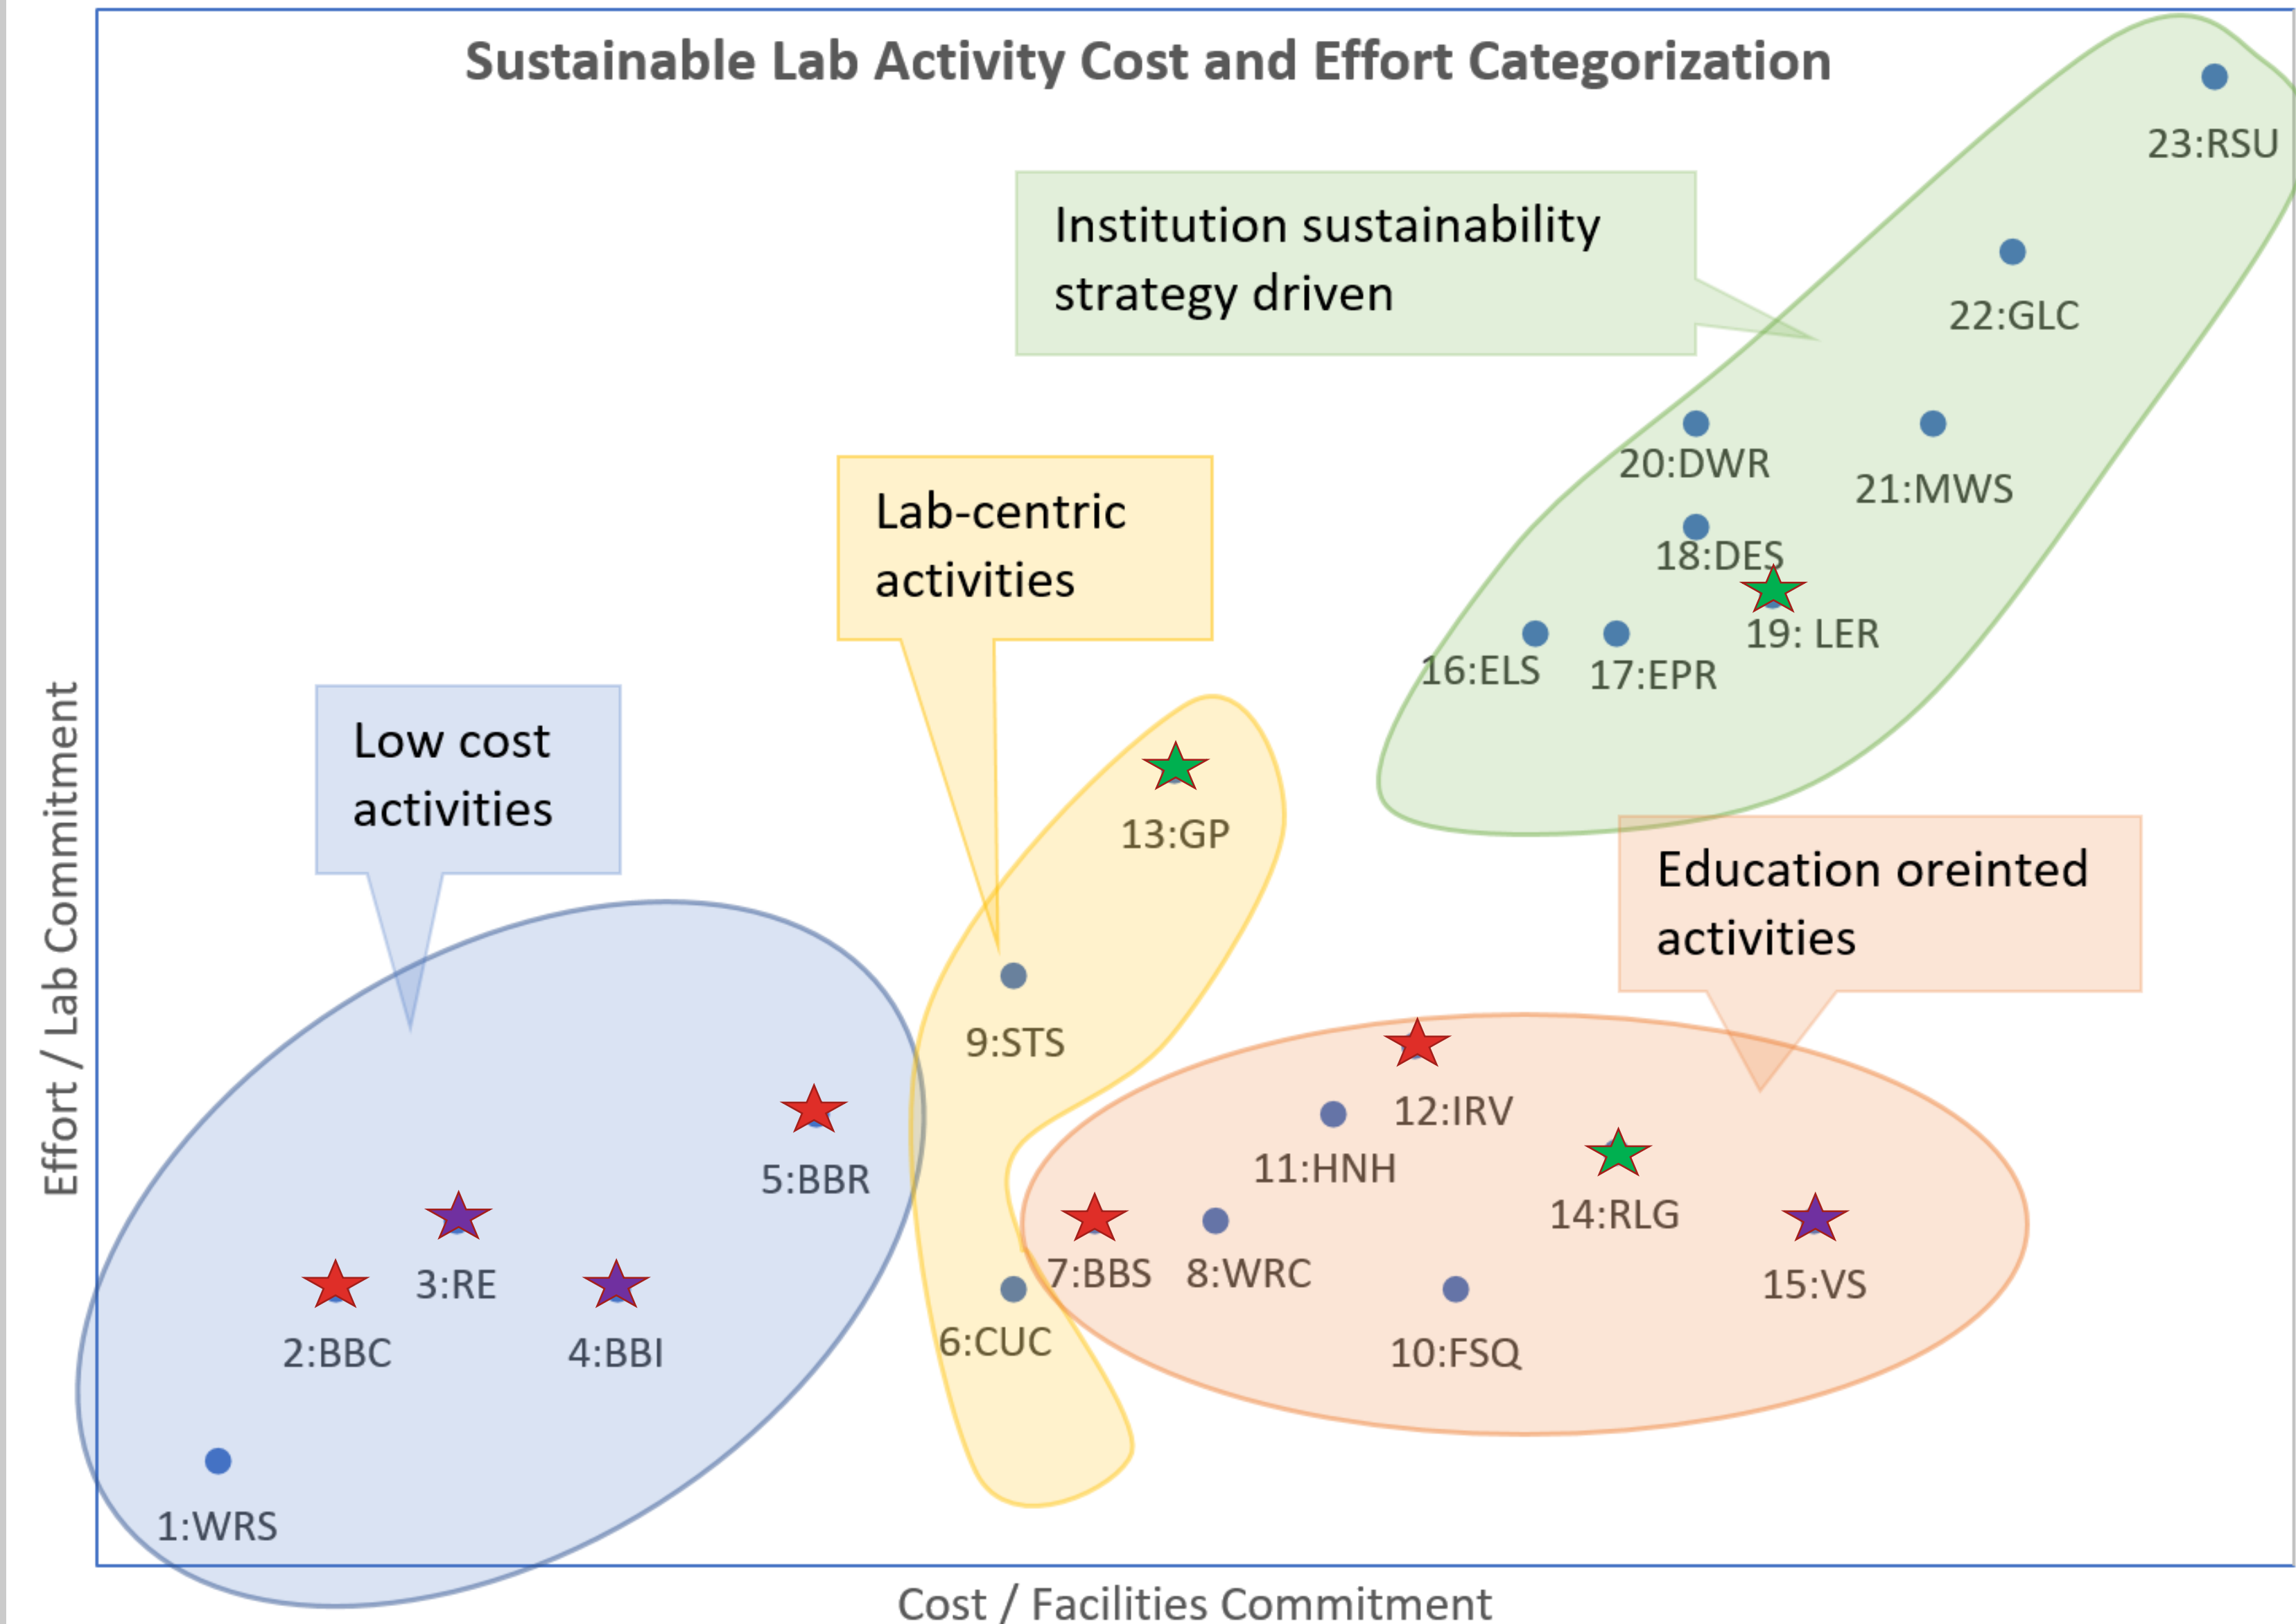 Sustainable Lab Activity Cost and Effort Categorization
23:RSU
Institution sustainability
strategy driven
22:GLC
20:DWR
21:MWS
Lab-centric
activities
18:DES
19: LER
16:ELS
17:EPR
Low cost
activities
13:GP
Education oreinted
activities
9:STS
12:IRV
11:HNH
5:BBR
14:RLG
7:BBS
8:WRC
3:RE
15:VS
6:CUC
2:BBC
4:BBI
10:FSQ
1:WRS
Effort / Lab Commitment
Cost / Facilities Commitment